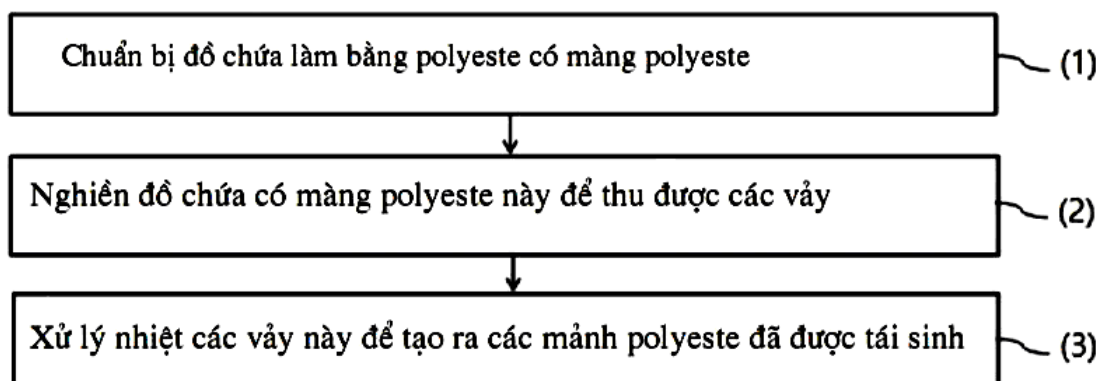 Chuẩn bị đồ chứa làm bằng polyeste có màng polyeste (1)
Nghiền đồ chứa có màng polyeste này để thu được các vảy (2)
Xử lý nhiệt các vảy này để tạo ra các mảnh polyeste đã được tái sinh (3)